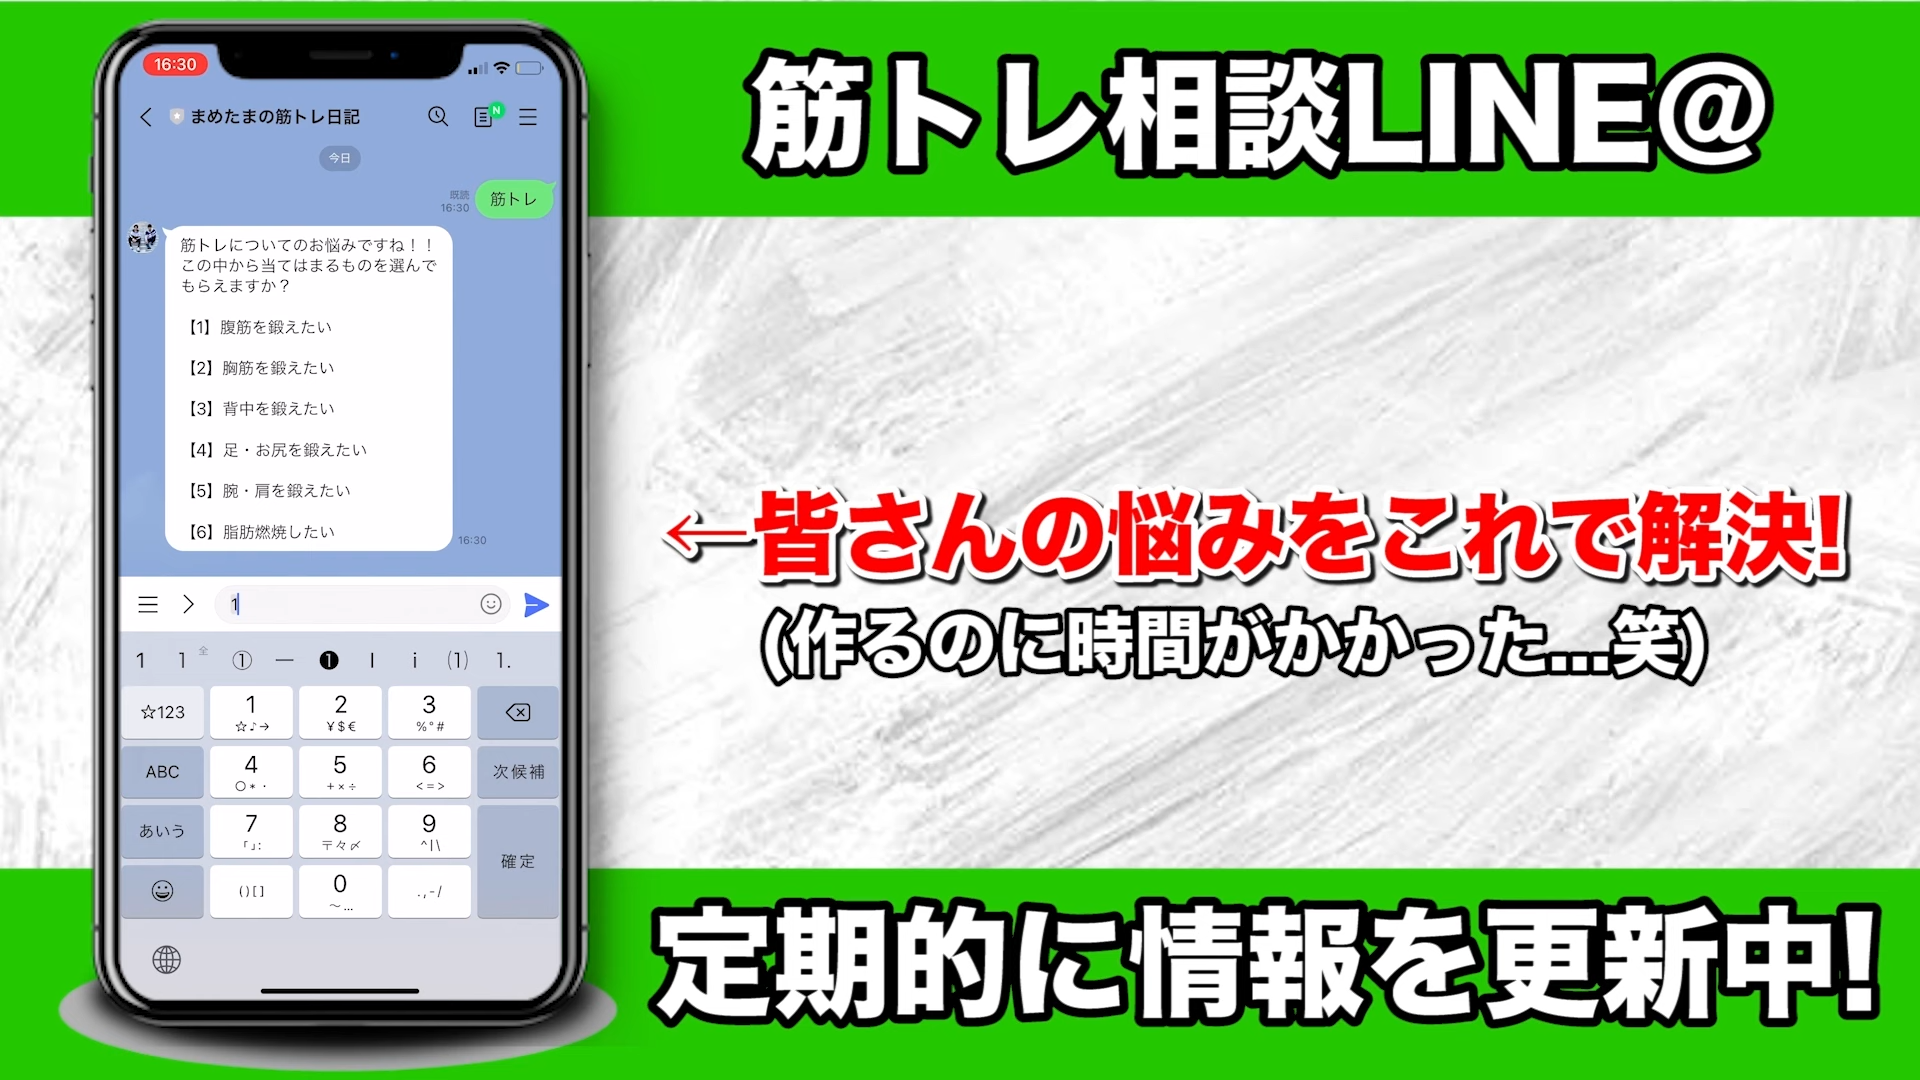 筋トレ相談LINE@
16:30
まめたまの筋トレ日記
N
今日
既読
16:30
筋トレ
筋トレについてのお悩みですね！！
この中から当てはまるものを選んで
もらえますか？
【1】腹筋を鍛えたい
【2】胸筋を鍛えたい
【3】背中を鍛えたい
【4】足・お尻を鍛えたい
【5】腕・肩を鍛えたい
【6】脂肪燃焼したい
16:30
1
1 １ 全 ① 一 ❶ Ⅰ ⅰ ⑴ ⒈
☆123 1 2 3
☆♪→ ¥$€ %°#
ABC 4 5 6 次候補
○*・ +×÷ <=>
あいう 7 8 9
「」: 〒々〆 ^|\
確定
()[] 0 .,-/
〜…
←皆さんの悩みをこれで解決!
(作るのに時間がかかった...笑)
定期的に情報を更新中!